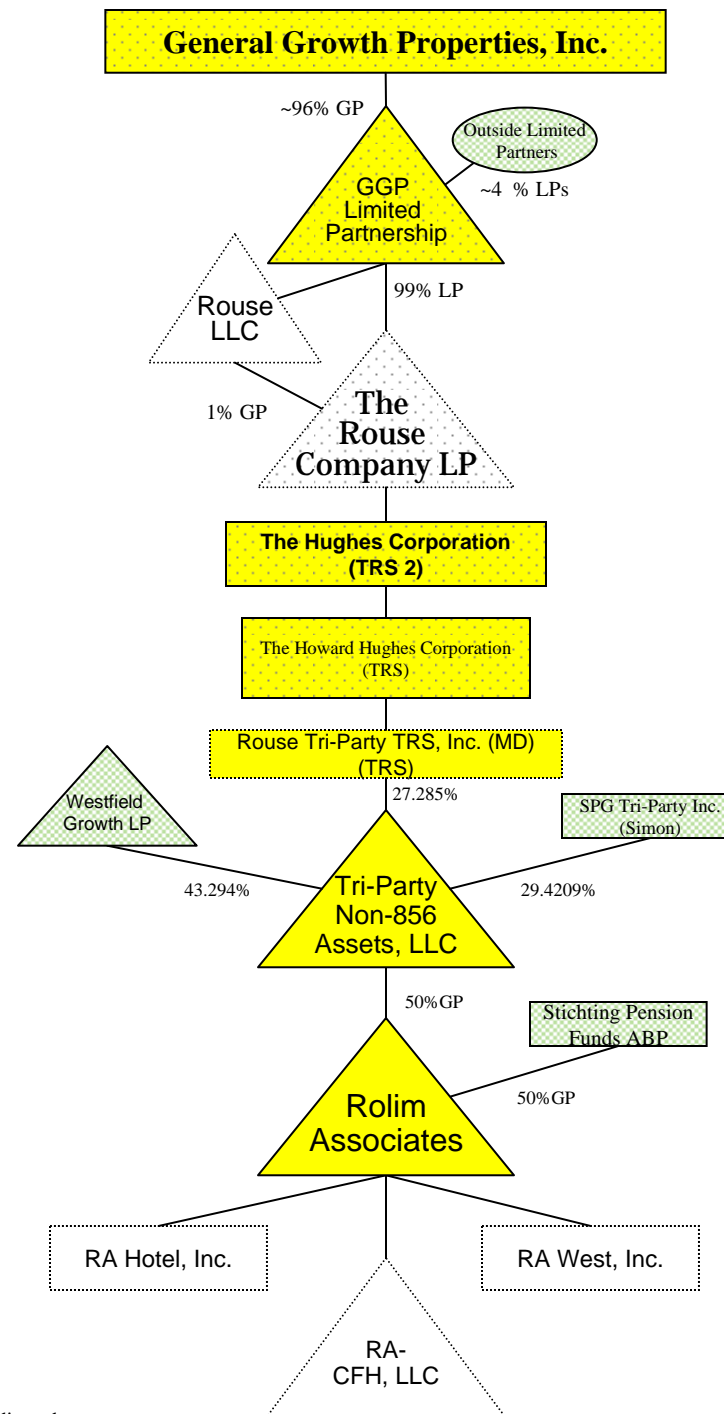 General Growth Properties, Inc.
~96% GP
Outside Limited
Partners
~4 % LPs
GGP
Limited
Partnership
99% LP
Rouse
LLC
1% GP
The
Rouse
Company LP
The Hughes Corporation
(TRS 2)
The Howard Hughes Corporation
(TRS)
Rouse Tri-Party TRS, Inc. (MD)
(TRS)
27.285%
Westfield
Growth LP
SPG Tri-Party Inc.
(Simon)
43.294%
29.4209%
Tri-Party
Non-856
Assets, LLC
50%GP
Stichting Pension
Funds ABP
50%GP
Rolim
Associates
RA Hotel, Inc.
RA West, Inc.
RA-
CFH, LLC